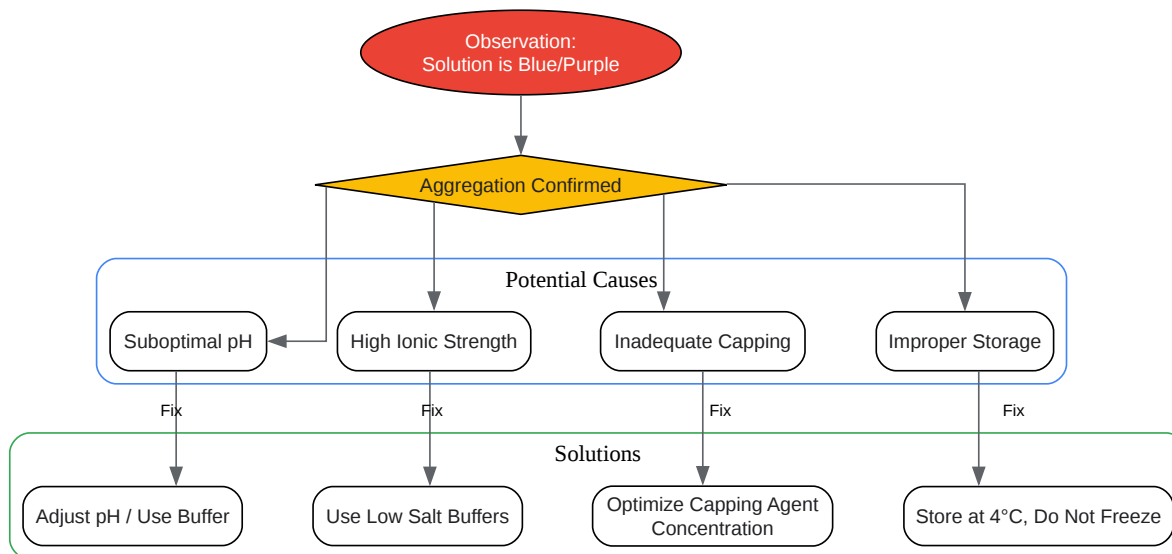 Observation:
Solution is Blue/Purple
Aggregation Confirmed
Potential Causes
Suboptimal pH
High Ionic Strength
Inadequate Capping
Improper Storage
Fix
Fix
Fix
Fix
Solutions
Adjust pH / Use Buffer
Use Low Salt Buffers
Optimize Capping Agent
Concentration
Store at 4°C, Do Not Freeze